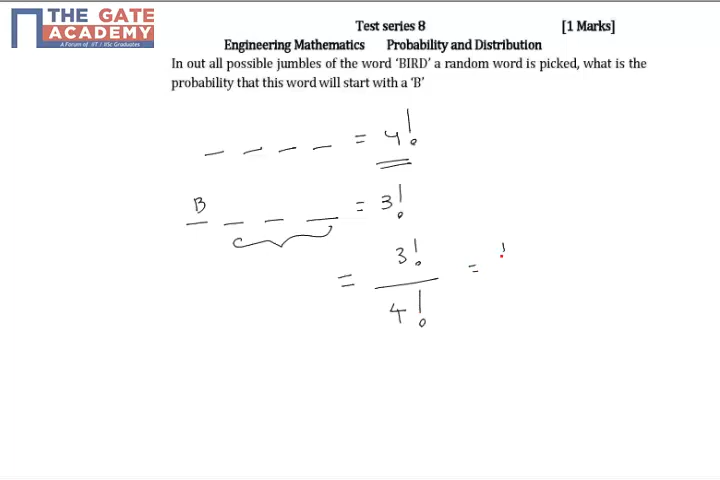 THE GATE
ACADEMY
A Forum of IIT / IISc Graduates
Test series 8 [1 Marks]
Engineering Mathematics Probability and Distribution
In out all possible jumbles of the word ‘BIRD’ a random word is picked, what is the
probability that this word will start with a ‘B’
_ _ _ _ = 4!
B _ _ _ = 3!
= 3! / 4! =